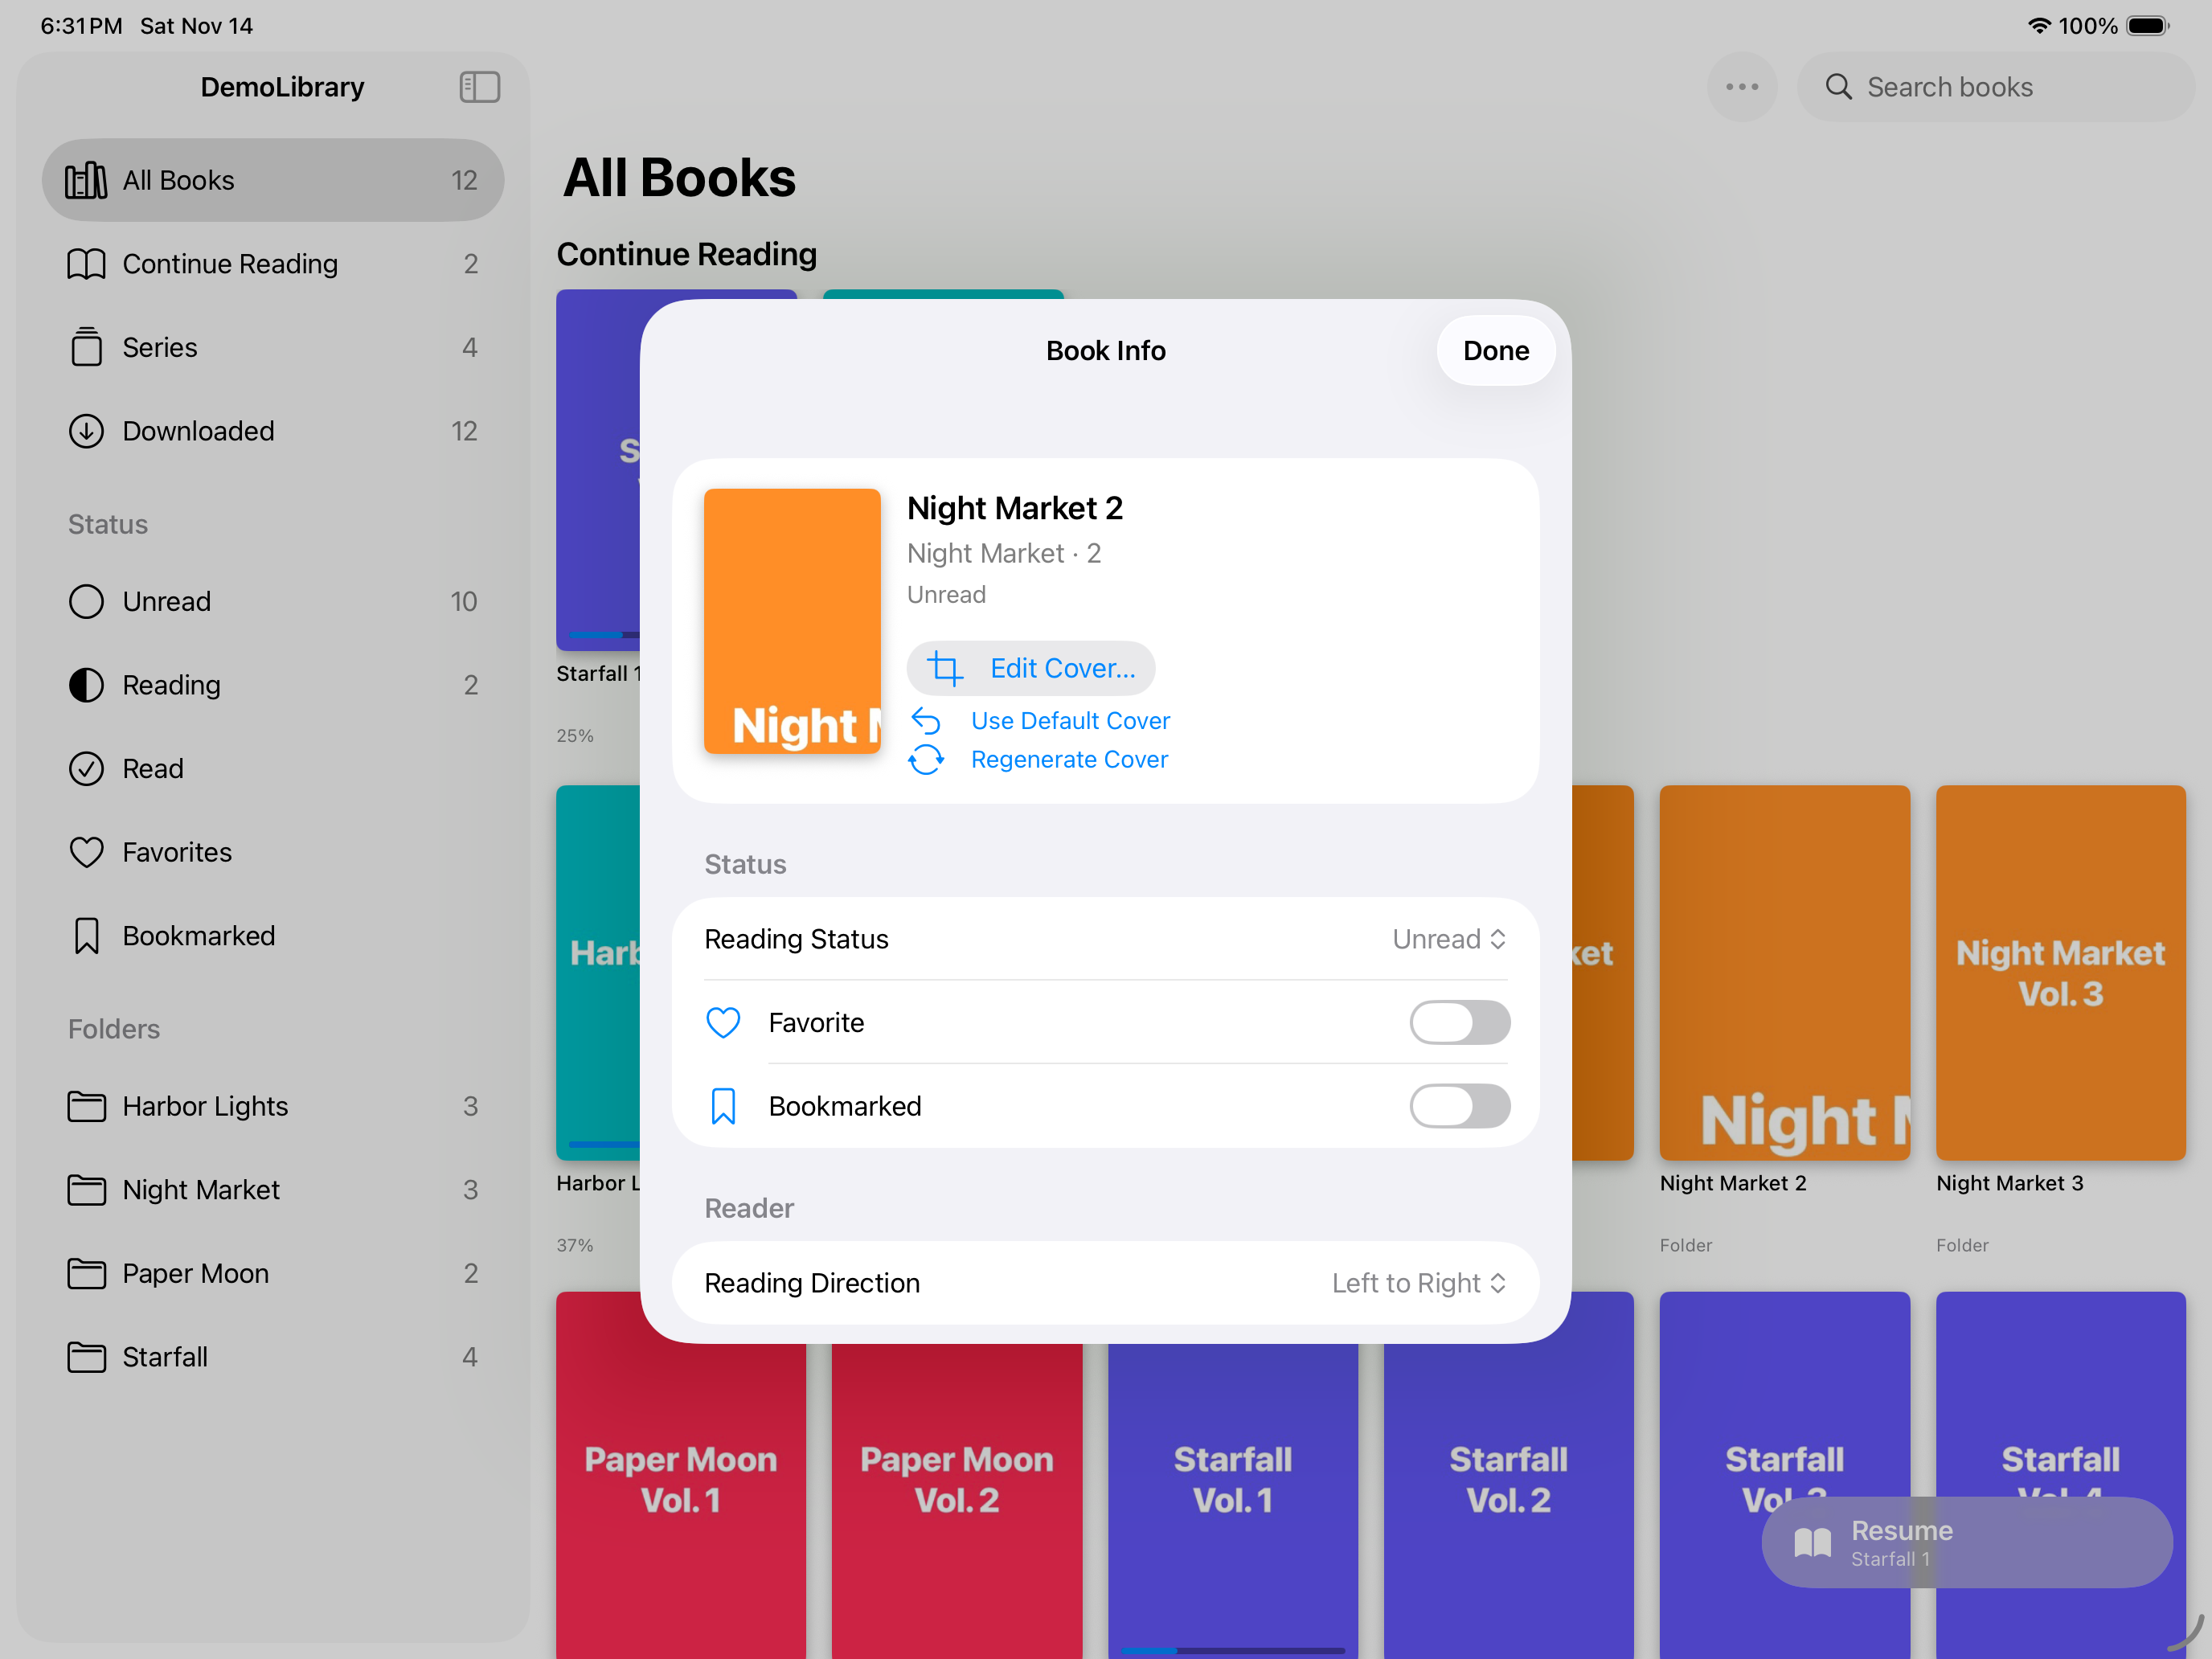 6:31 PM Sat Nov 14
100%
DemoLibrary
All Books 12
Continue Reading 2
Series 4
Downloaded 12
Status
Unread 10
Reading 2
Read
Favorites
Bookmarked
Folders
Harbor Lights 3
Night Market 3
Paper Moon 2
Starfall 4
Search books
All Books
Continue Reading
Starfall 1
25%
Book Info
Done
Night Market 2
Night Market · 2
Unread
Edit Cover...
Use Default Cover
Regenerate Cover
Night
Status
Reading Status Unread
Favorite
Bookmarked
Reader
Reading Direction Left to Right
Night
Night Market
Vol. 3
Harbor
37%
Night Market 2
Folder
Night Market 3
Folder
Paper Moon
Vol. 1
Paper Moon
Vol. 2
Starfall
Vol. 1
Starfall
Vol. 2
Starfall
Starfall
Resume
Starfall 1